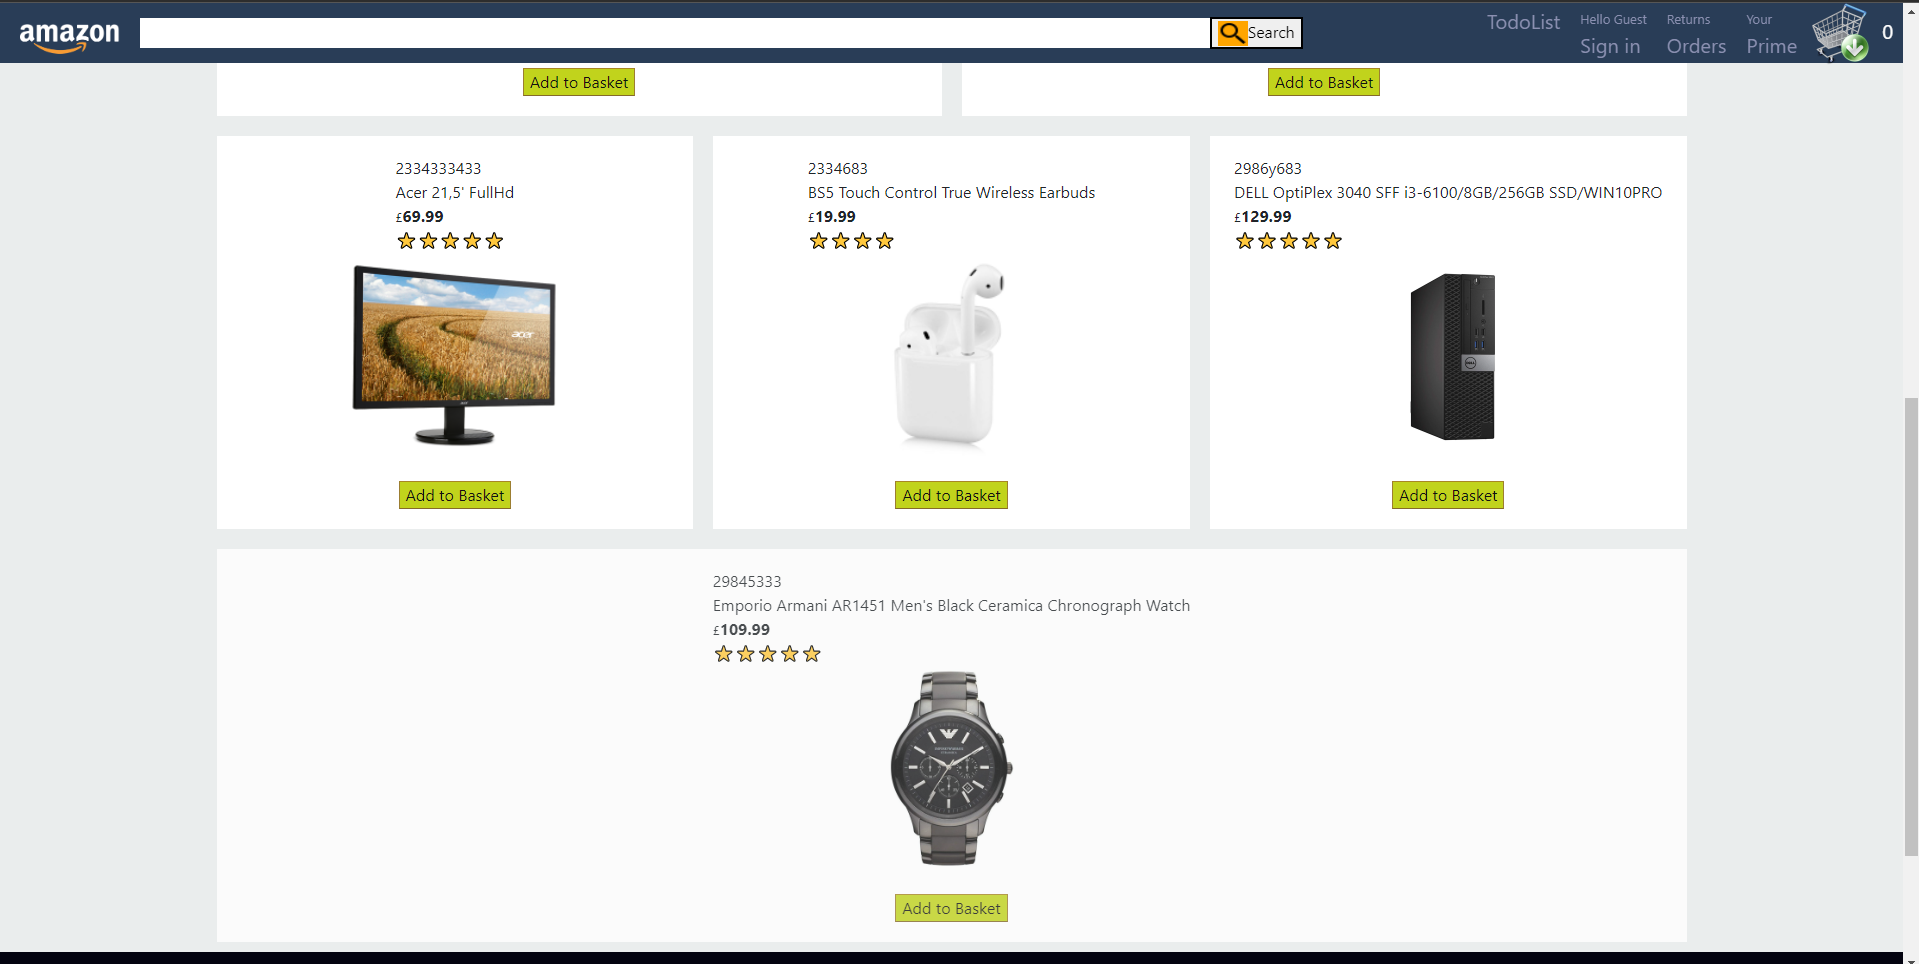 amazon
Search
TodoList
Hello Guest
Sign in
Returns
Orders
Your
Prime
0
Add to Basket
Add to Basket
2334333433
Acer 21,5' FullHd
£69.99
acer
Add to Basket
2334683
BS5 Touch Control True Wireless Earbuds
£19.99
Add to Basket
2986y683
DELL OptiPlex 3040 SFF i3-6100/8GB/256GB SSD/WIN10PRO
£129.99
DELL
Add to Basket
29845333
Emporio Armani AR1451 Men's Black Ceramica Chronograph Watch
£109.99
Add to Basket